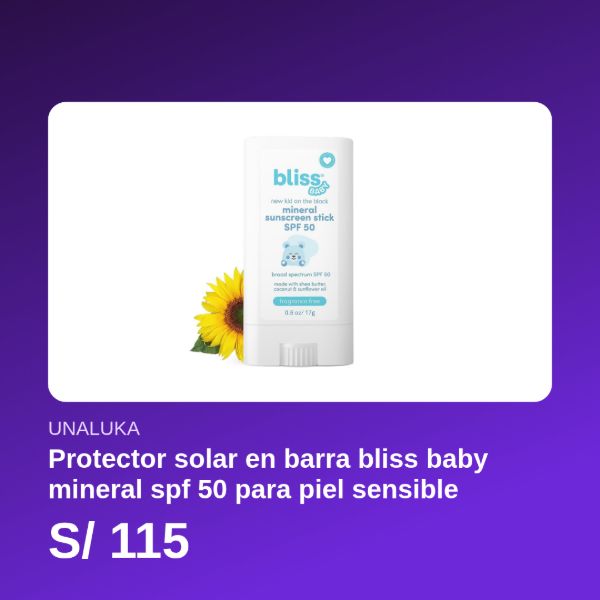 bliss
BABY
new kid on the block
mineral
sunscreen stick
SPF 50
broad spectrum SPF 50
made with shea butter,
coconut & sunflower oil
fragrance free
0.6 oz/ 17g
UNALUKA
Protector solar en barra bliss baby
mineral spf 50 para piel sensible
S/ 115